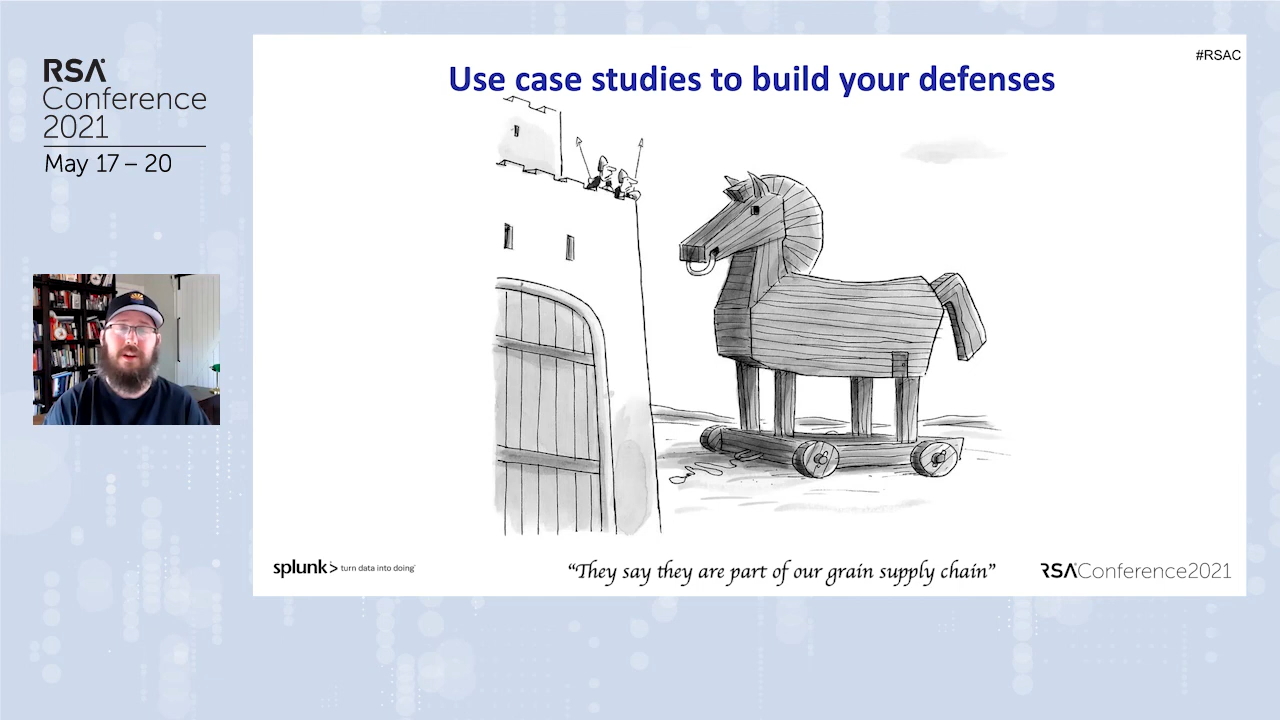 RSA
Conference
2021
May 17 – 20
#RSAC
Use case studies to build your defenses
splunk> turn data into doing
“They say they are part of our grain supply chain”
RSAConference2021